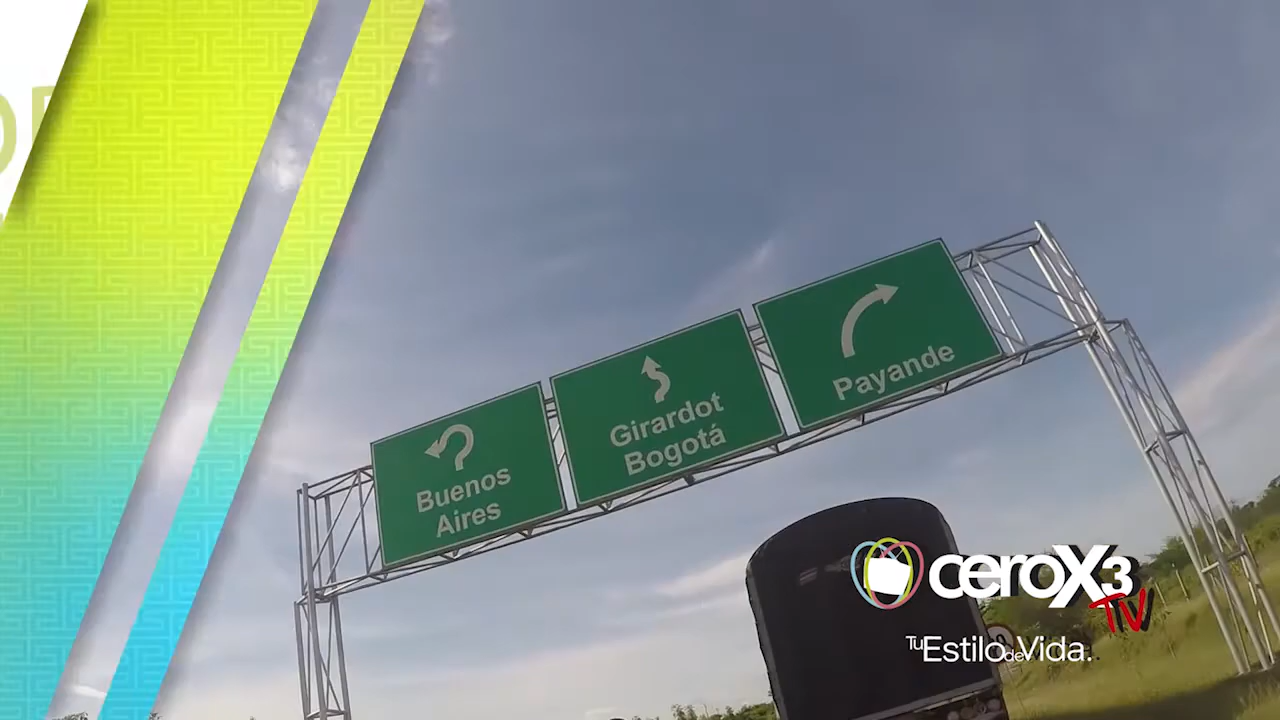 Buenos
Aires
Girardot
Bogotá
Payande
ceroX3
TV
Tu Estilo de Vida.